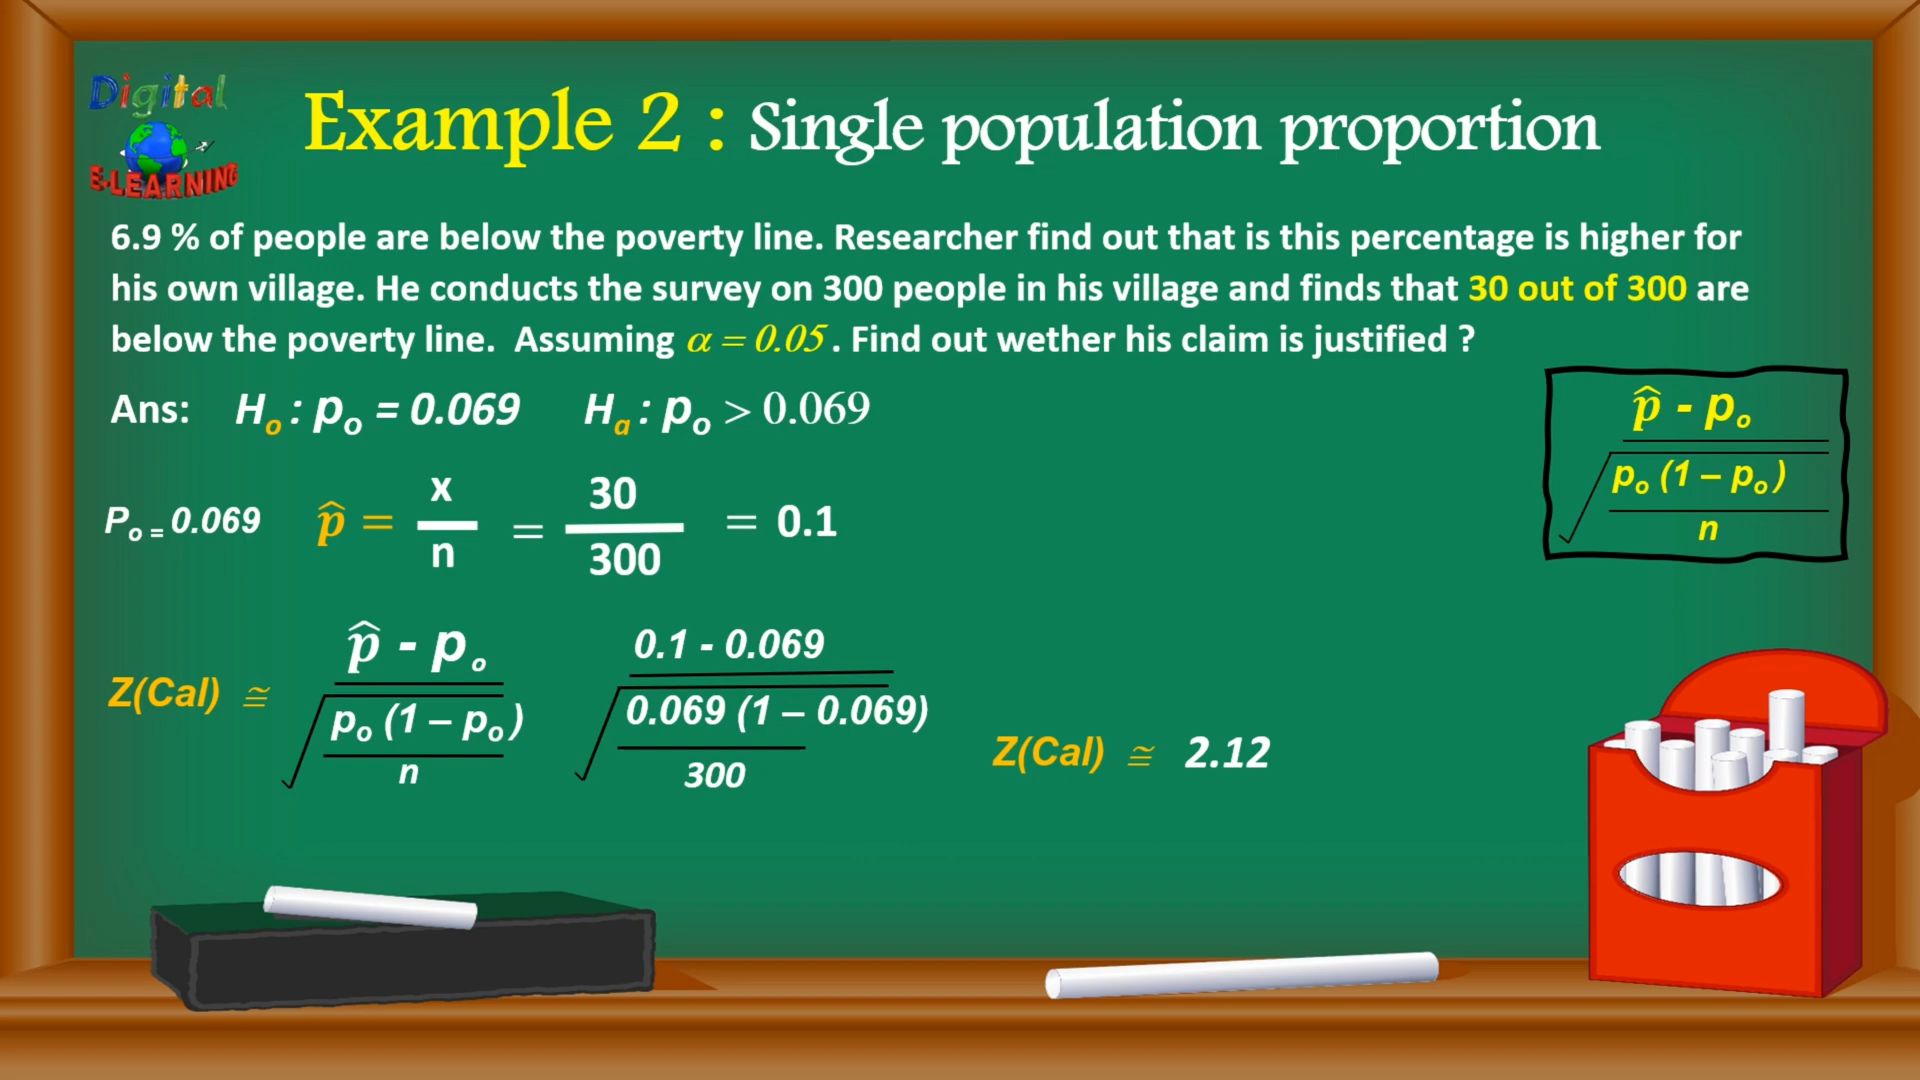 Digital
E-LEARNING
Example 2 : Single population proportion
6.9 % of people are below the poverty line. Researcher find out that is this percentage is higher for
his own village. He conducts the survey on 300 people in his village and finds that 30 out of 300 are
below the poverty line. Assuming α = 0.05 . Find out wether his claim is justified ?
Ans: Hₒ : pₒ = 0.069 Hₐ : pₒ > 0.069
p̂ - pₒ
pₒ (1 – pₒ)
n
x 30
Pₒ = 0.069 p̂ = = = 0.1
n 300
p̂ - pₒ 0.1 - 0.069
Z(Cal) ≅
√ pₒ (1 – pₒ) √ 0.069 (1 – 0.069)
n 300
Z(Cal) ≅ 2.12